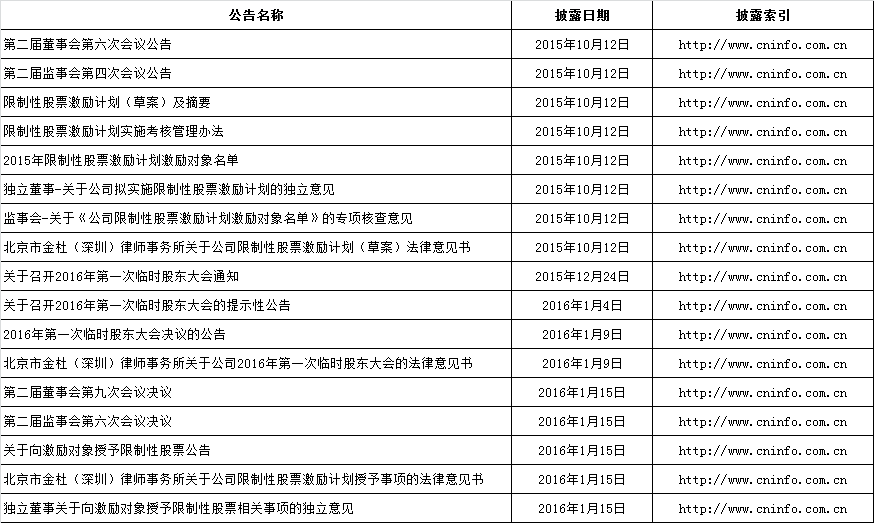 公告名称 披露日期 披露索引
第二届董事会第六次会议公告 2015年10月12日 http://www.cninfo.com.cn
第二届监事会第四次会议公告 2015年10月12日 http://www.cninfo.com.cn
限制性股票激励计划（草案）及摘要 2015年10月12日 http://www.cninfo.com.cn
限制性股票激励计划实施考核管理办法 2015年10月12日 http://www.cninfo.com.cn
2015年限制性股票激励计划激励对象名单 2015年10月12日 http://www.cninfo.com.cn
独立董事-关于公司拟实施限制性股票激励计划的独立意见 2015年10月12日 http://www.cninfo.com.cn
监事会-关于《公司限制性股票激励计划激励对象名单》的专项核查意见 2015年10月12日 http://www.cninfo.com.cn
北京市金杜（深圳）律师事务所关于公司限制性股票激励计划（草案）法律意见书 2015年10月12日 http://www.cninfo.com.cn
关于召开2016年第一次临时股东大会通知 2015年12月24日 http://www.cninfo.com.cn
关于召开2016年第一次临时股东大会的提示性公告 2016年1月4日 http://www.cninfo.com.cn
2016年第一次临时股东大会决议的公告 2016年1月9日 http://www.cninfo.com.cn
北京市金杜（深圳）律师事务所关于公司2016年第一次临时股东大会的法律意见书 2016年1月9日 http://www.cninfo.com.cn
第二届董事会第九次会议决议 2016年1月15日 http://www.cninfo.com.cn
第二届监事会第六次会议决议 2016年1月15日 http://www.cninfo.com.cn
关于向激励对象授予限制性股票公告 2016年1月15日 http://www.cninfo.com.cn
北京市金杜（深圳）律师事务所关于公司限制性股票激励计划授予事项的法律意见书 2016年1月15日 http://www.cninfo.com.cn
独立董事关于向激励对象授予限制性股票相关事项的独立意见 2016年1月15日 http://www.cninfo.com.cn